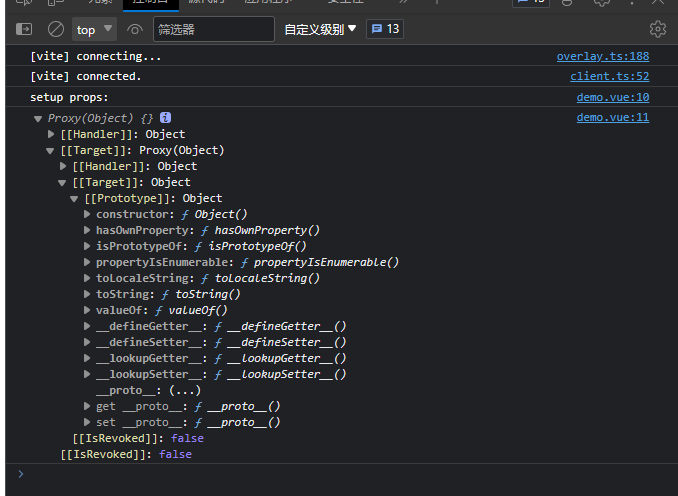 top
筛选器
自定义级别
13
[vite] connecting... overlay.ts:188
[vite] connected. client.ts:52
setup props: demo.vue:10
Proxy(Object) {} i demo.vue:11
[[Handler]]: Object
[[Target]]: Proxy(Object)
[[Handler]]: Object
[[Target]]: Object
[[Prototype]]: Object
constructor: ƒ Object()
hasOwnProperty: ƒ hasOwnProperty()
isPrototypeOf: ƒ isPrototypeOf()
propertyIsEnumerable: ƒ propertyIsEnumerable()
toLocaleString: ƒ toLocaleString()
toString: ƒ toString()
valueOf: ƒ valueOf()
__defineGetter__: ƒ __defineGetter__()
__defineSetter__: ƒ __defineSetter__()
__lookupGetter__: ƒ __lookupGetter__()
__lookupSetter__: ƒ __lookupSetter__()
__proto__: (...)
get __proto__: ƒ __proto__()
set __proto__: ƒ __proto__()
[[IsRevoked]]: false
[[IsRevoked]]: false